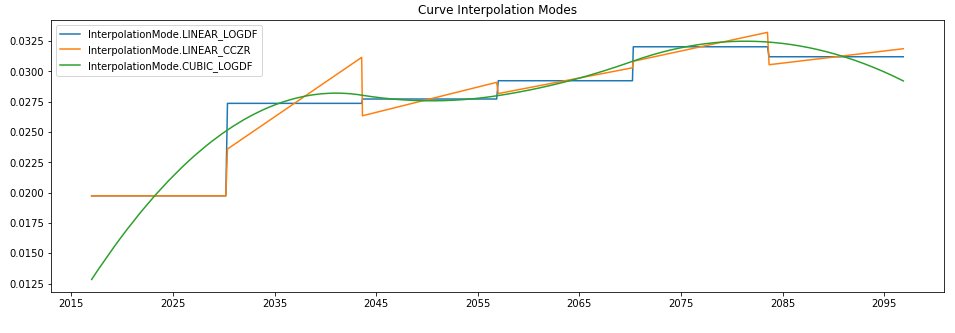 Curve Interpolation Modes
InterpolationMode.LINEAR_LOGDF
InterpolationMode.LINEAR_CCZR
InterpolationMode.CUBIC_LOGDF
0.0325
0.0300
0.0275
0.0250
0.0225
0.0200
0.0175
0.0150
0.0125
2015 2025 2035 2045 2055 2065 2075 2085 2095